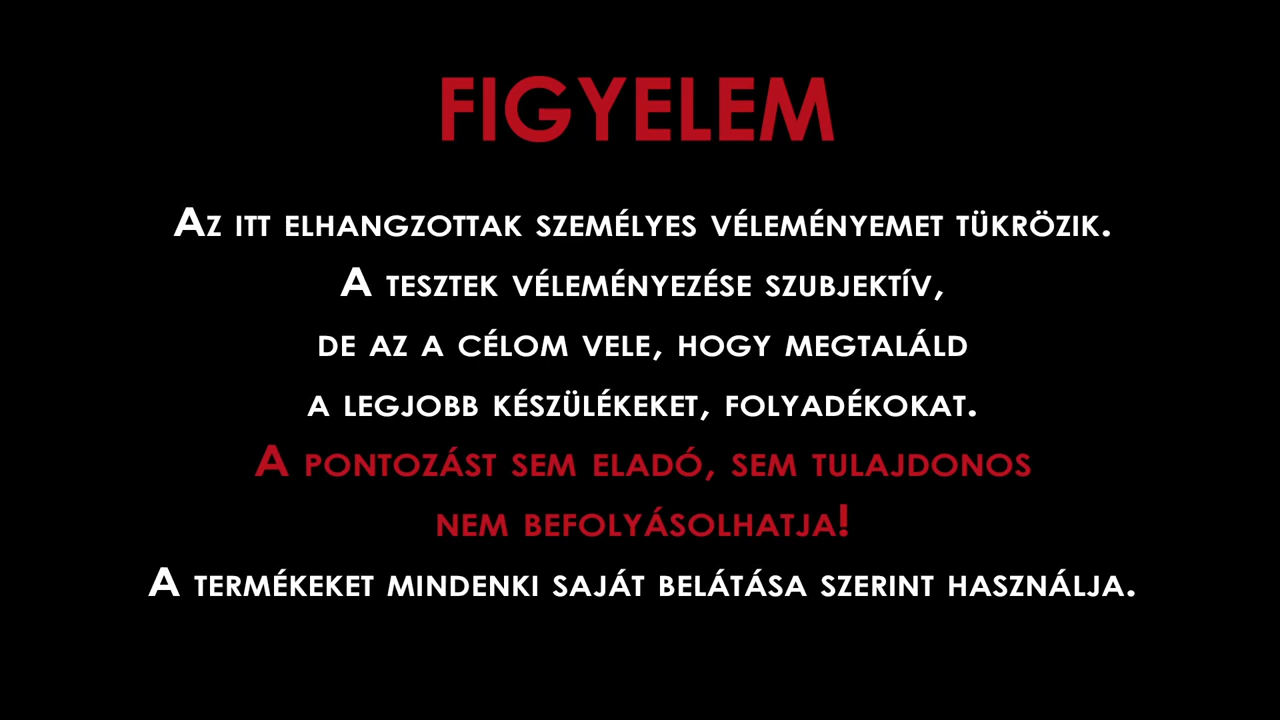 FIGYELEM
Az itt elhangzottak személyes véleményemet tükrözik.
A tesztek véleményezése szubjektív,
de az a célom vele, hogy megtaláld
a legjobb készülékeket, folyadékokat.
A pontozást sem eladó, sem tulajdonos
nem befolyásolhatja!
A termékeket mindenki saját belátása szerint használja.